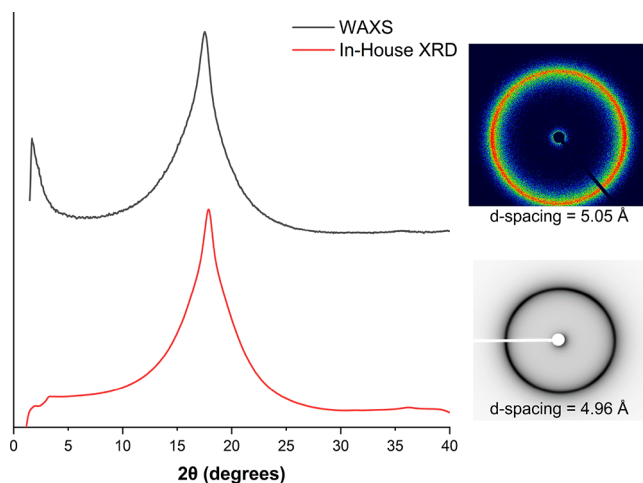 WAXS
In-House XRD
d-spacing = 5.05 Å
d-spacing = 4.96 Å
0 5 10 15 20 25 30 35 40
2θ (degrees)